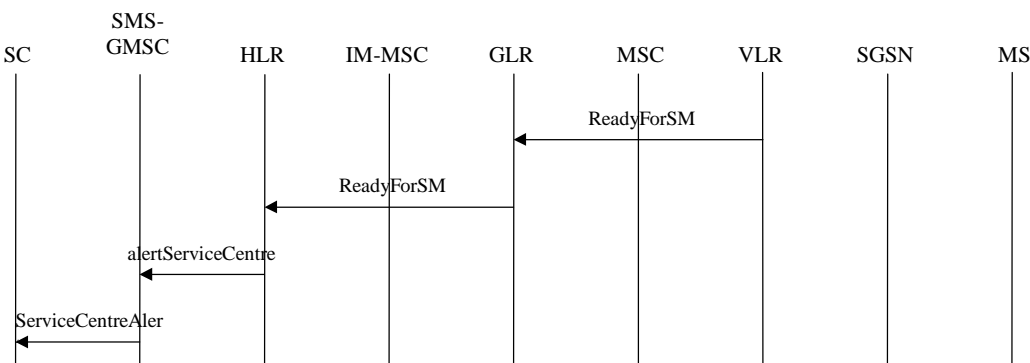 SMS-
GMSC
SC HLR IM-MSC GLR MSC VLR SGSN MS
ReadyForSM
ReadyForSM
alertServiceCentre
ServiceCentreAler